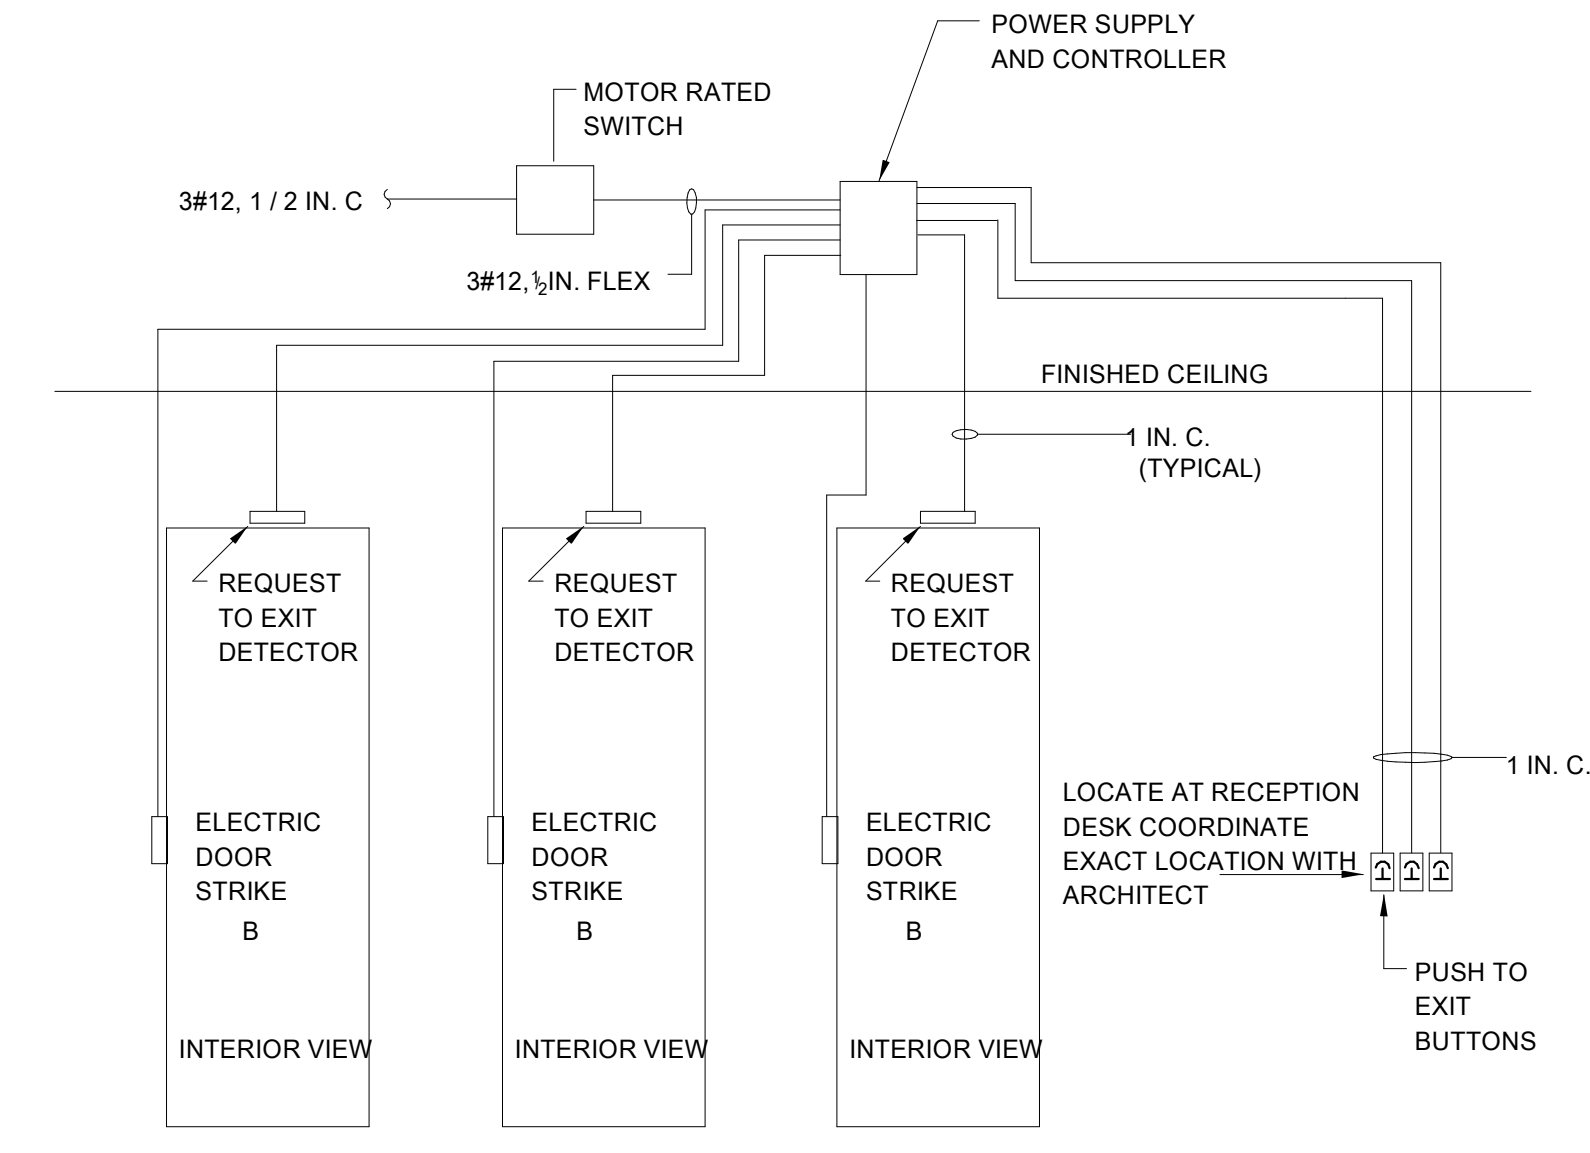 POWER SUPPLY
AND CONTROLLER
MOTOR RATED
SWITCH
3#12, 1 / 2 IN. C
3#12, ½IN. FLEX
FINISHED CEILING
1 IN. C.
(TYPICAL)
REQUEST
TO EXIT
DETECTOR
REQUEST
TO EXIT
DETECTOR
REQUEST
TO EXIT
DETECTOR
1 IN. C.
LOCATE AT RECEPTION
DESK COORDINATE
EXACT LOCATION WITH
ARCHITECT
ELECTRIC
DOOR
STRIKE
B
ELECTRIC
DOOR
STRIKE
B
ELECTRIC
DOOR
STRIKE
B
PUSH TO
EXIT
BUTTONS
INTERIOR VIEW
INTERIOR VIEW
INTERIOR VIEW